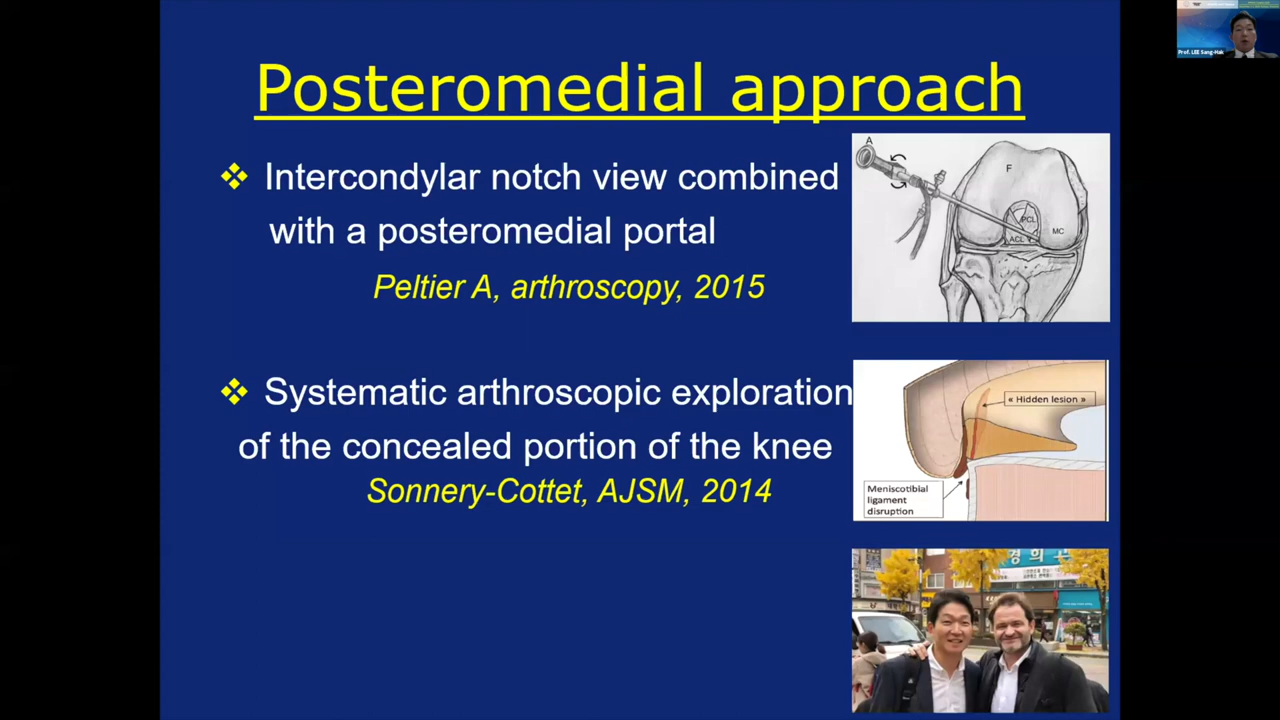 Prof. LEE Sang-Hak
Posteromedial approach
Intercondylar notch view combined
with a posteromedial portal
Peltier A, arthroscopy, 2015
A
F
PCL
ACL
MC
Systematic arthroscopic exploration
of the concealed portion of the knee
Sonnery-Cottet, AJSM, 2014
« Hidden lesion »
Meniscotibial
ligament
disruption
경희